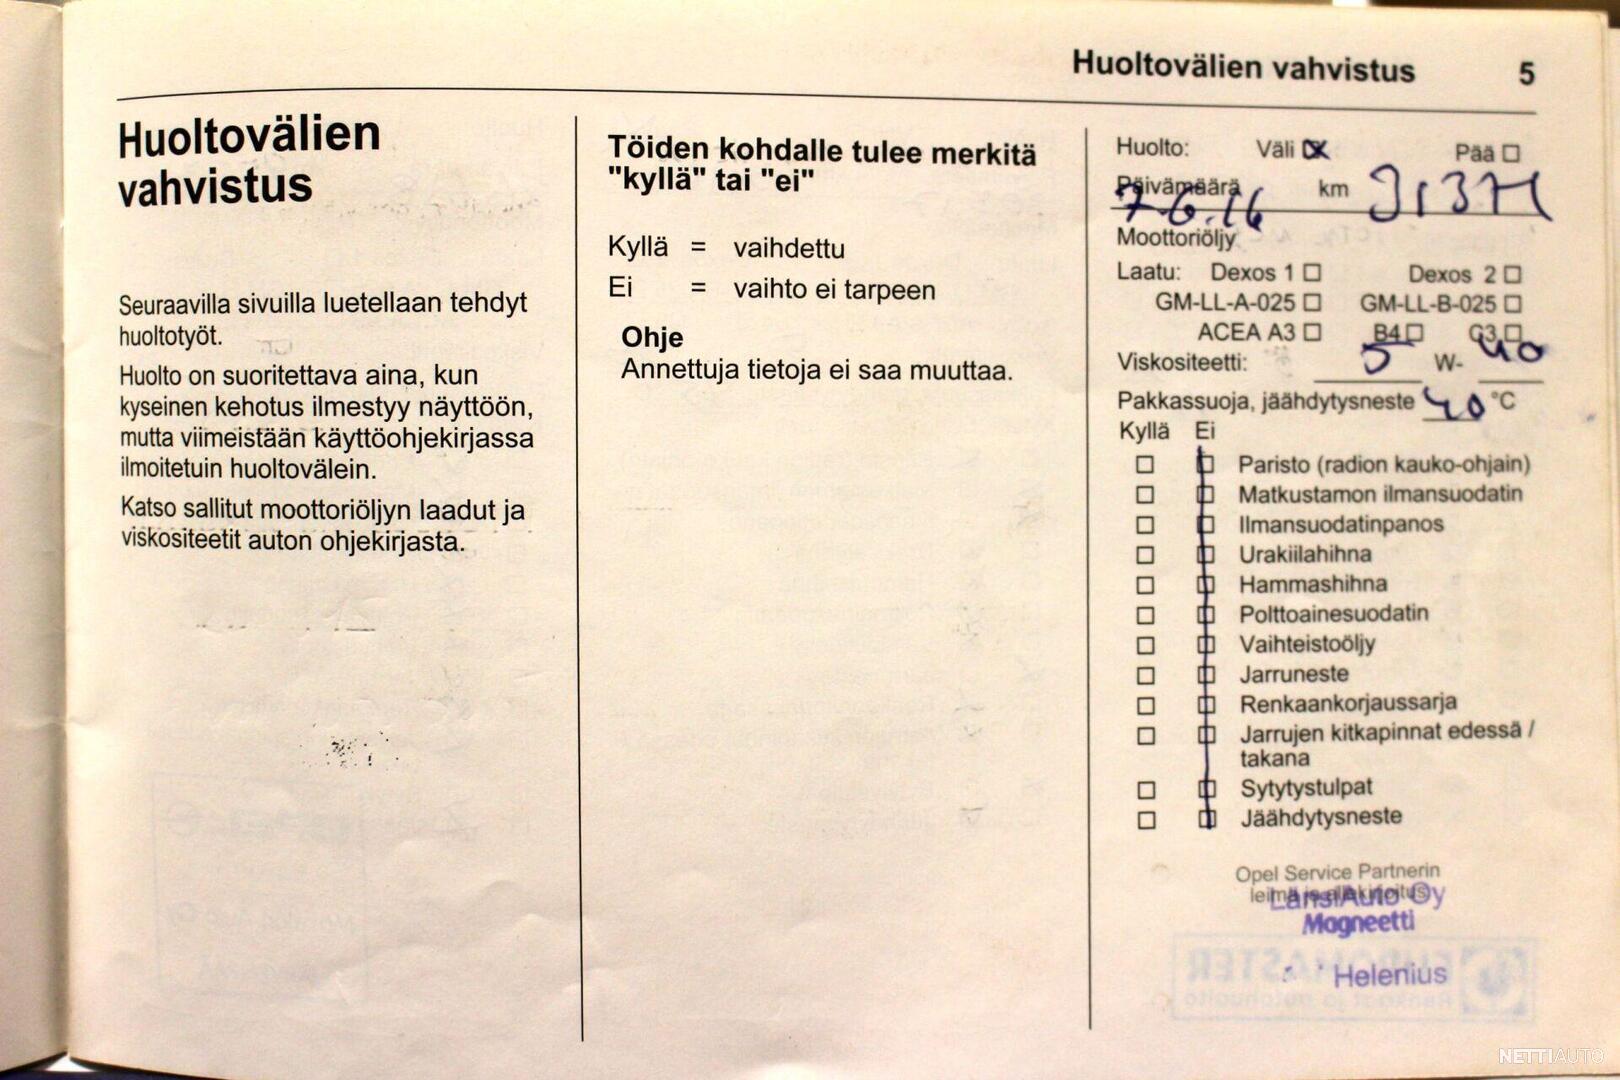 Huoltovälien vahvistus 5
Huoltovälien
vahvistus
Seuraavilla sivuilla luetellaan tehdyt
huoltotyöt.
Huolto on suoritettava aina, kun
kyseinen kehotus ilmestyy näyttöön,
mutta viimeistään käyttöohjekirjassa
ilmoitetuin huoltovälein.
Katso sallitut moottoriöljyn laadut ja
viskositeetit auton ohjekirjasta.
Töiden kohdalle tulee merkitä
"kyllä" tai "ei"
Kyllä = vaihdettu
Ei = vaihto ei tarpeen
Ohje
Annettuja tietoja ei saa muuttaa.
Huolto: Väli Pää
Päivämäärä km
7.6.16
Moottoriöljy
Laatu: Dexos 1 Dexos 2
GM-LL-A-025 GM-LL-B-025
ACEA A3 B4 C3
Viskositeetti: 5 W- 40
Pakkassuoja, jäähdytysneste 40 °C
Kyllä Ei
Paristo (radion kauko-ohjain)
Matkustamon ilmansuodatin
Ilmansuodatinpanos
Urakiilahihna
Hammashihna
Polttoainesuodatin
Vaihteistoöljy
Jarruneste
Renkaankorjaussarja
Jarrujen kitkapinnat edessä /
takana
Sytytystulpat
Jäähdytysneste
Opel Service Partnerin
leima ja allekirjoitus
LänsiAuto Oy
Magneetti
Helenius
NETTIAUTO